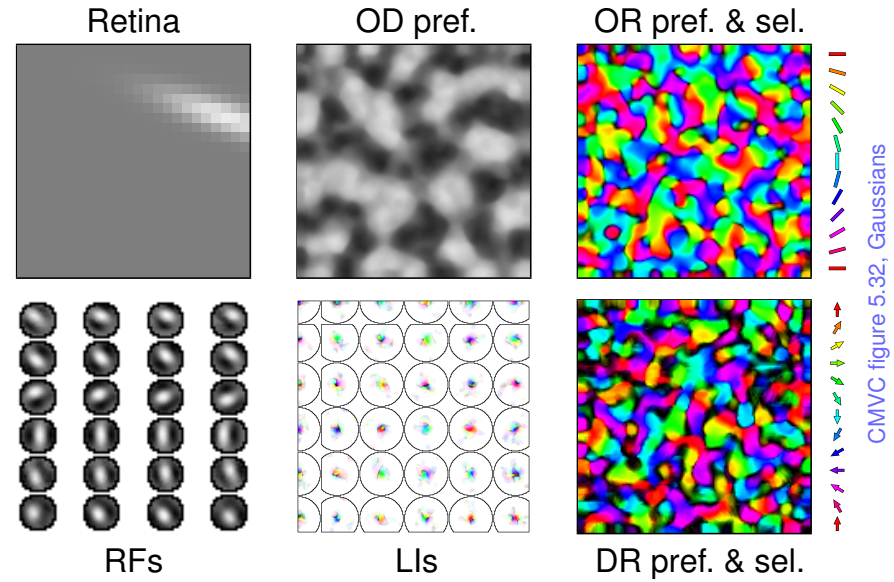 Retina
OD pref.
OR pref. & sel.
RFs
LIs
DR pref. & sel.
CMVC figure 5.32, Gaussians